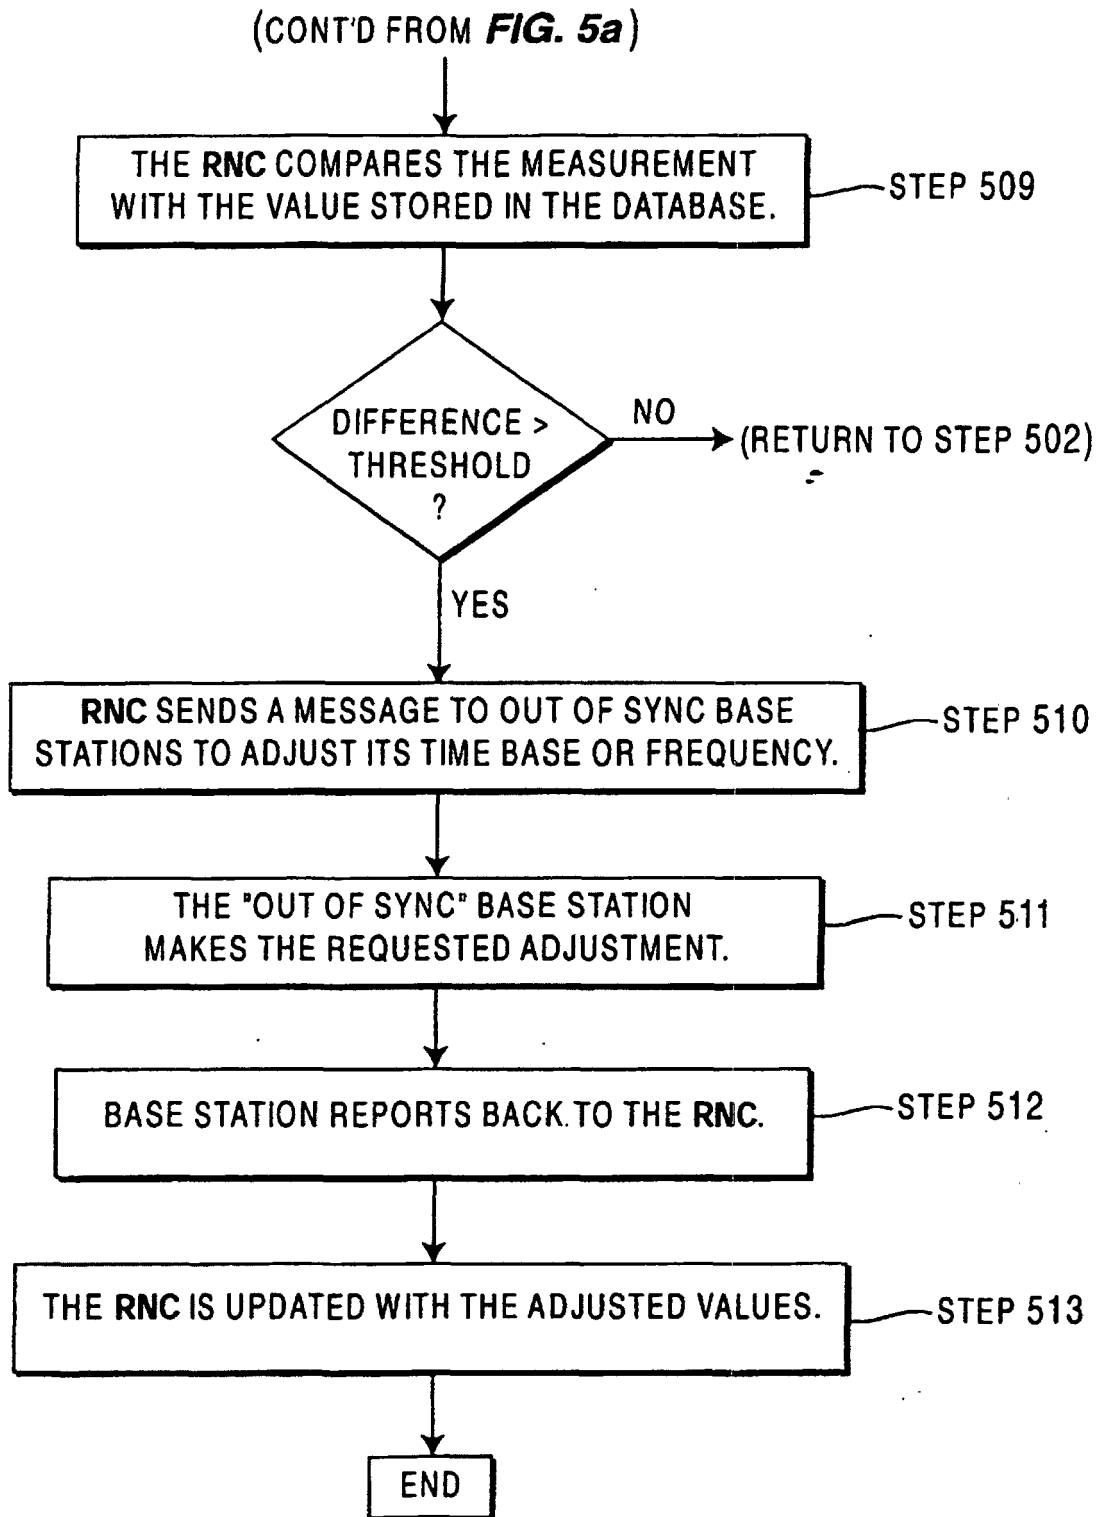 (CONT'D FROM FIG. 5a)
THE RNC COMPARES THE MEASUREMENT
WITH THE VALUE STORED IN THE DATABASE.
STEP 509
DIFFERENCE >
THRESHOLD
?
NO
(RETURN TO STEP 502)
YES
RNC SENDS A MESSAGE TO OUT OF SYNC BASE
STATIONS TO ADJUST ITS TIME BASE OR FREQUENCY.
STEP 510
THE "OUT OF SYNC" BASE STATION
MAKES THE REQUESTED ADJUSTMENT.
STEP 511
BASE STATION REPORTS BACK TO THE RNC.
STEP 512
THE RNC IS UPDATED WITH THE ADJUSTED VALUES.
STEP 513
END